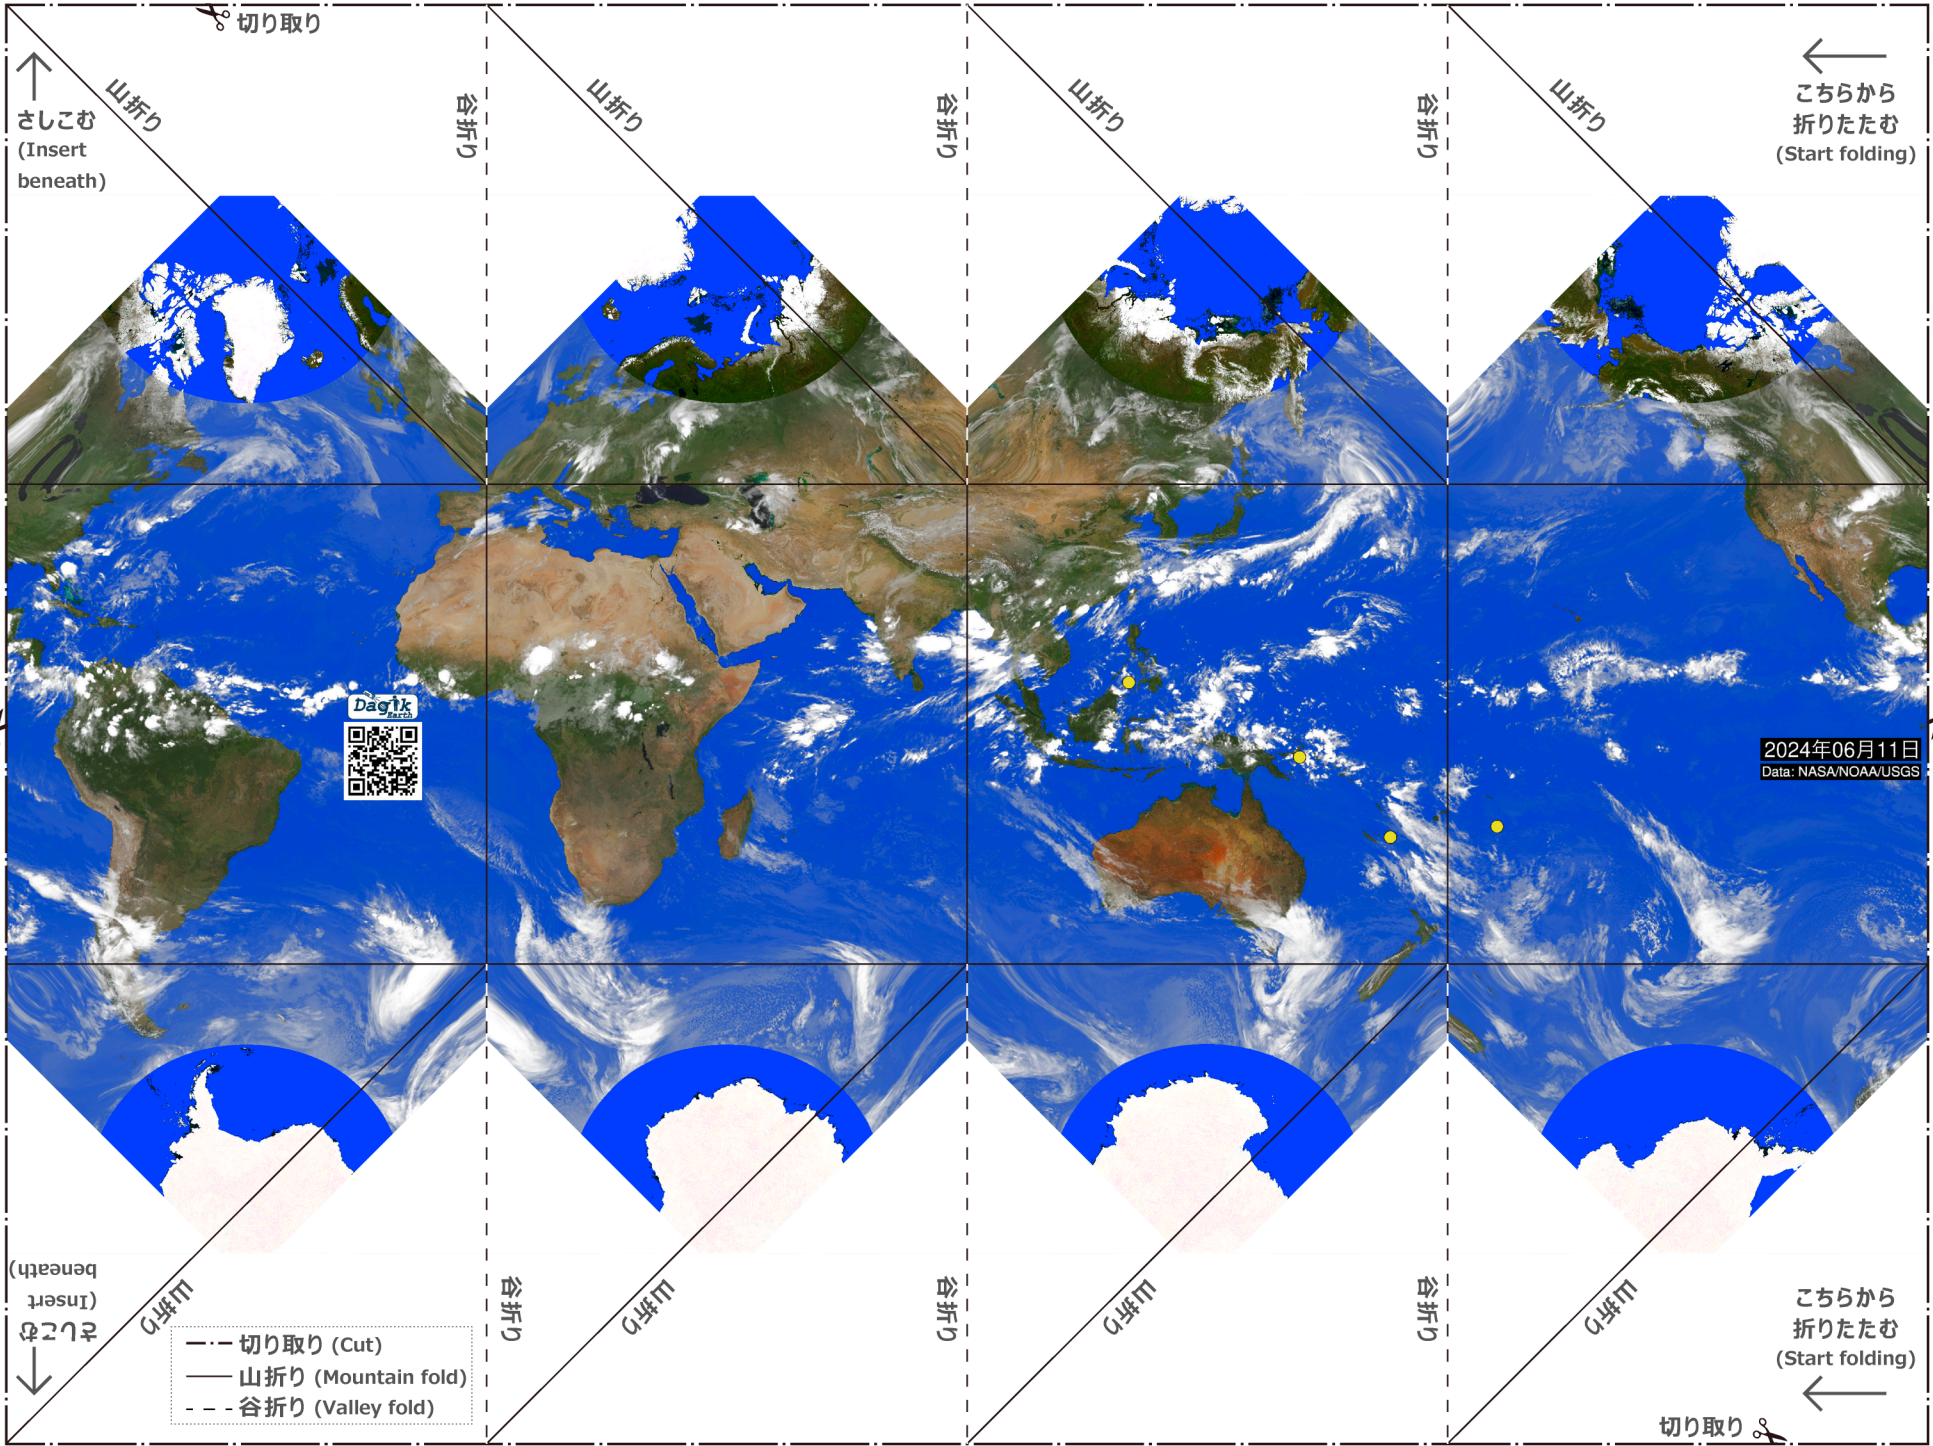 切り取り
山折り
谷折り
山折り
谷折り
山折り
谷折り
山折り
さしこむ
(Insert
beneath)
こちらから
折りたたむ
(Start folding)
Dagik
Earth
2024年06月11日
Data: NASA/NOAA/USGS
さしこむ
(Insert
beneath)
山折り
谷折り
山折り
谷折り
山折り
谷折り
山折り
こちらから
折りたたむ
(Start folding)
切り取り (Cut)
山折り (Mountain fold)
谷折り (Valley fold)
切り取り